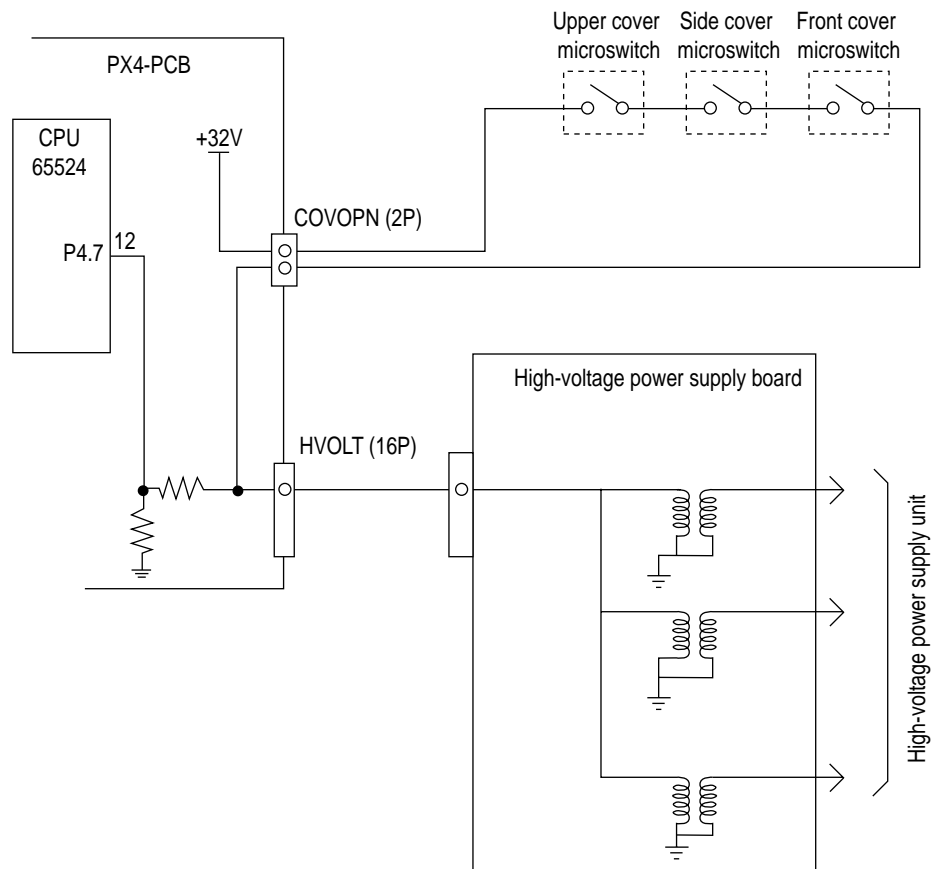 Upper cover
microswitch
Side cover
microswitch
Front cover
microswitch
PX4-PCB
CPU
65524
+32V
COVOPN (2P)
12
P4.7
High-voltage power supply board
HVOLT (16P)
High-voltage power supply unit